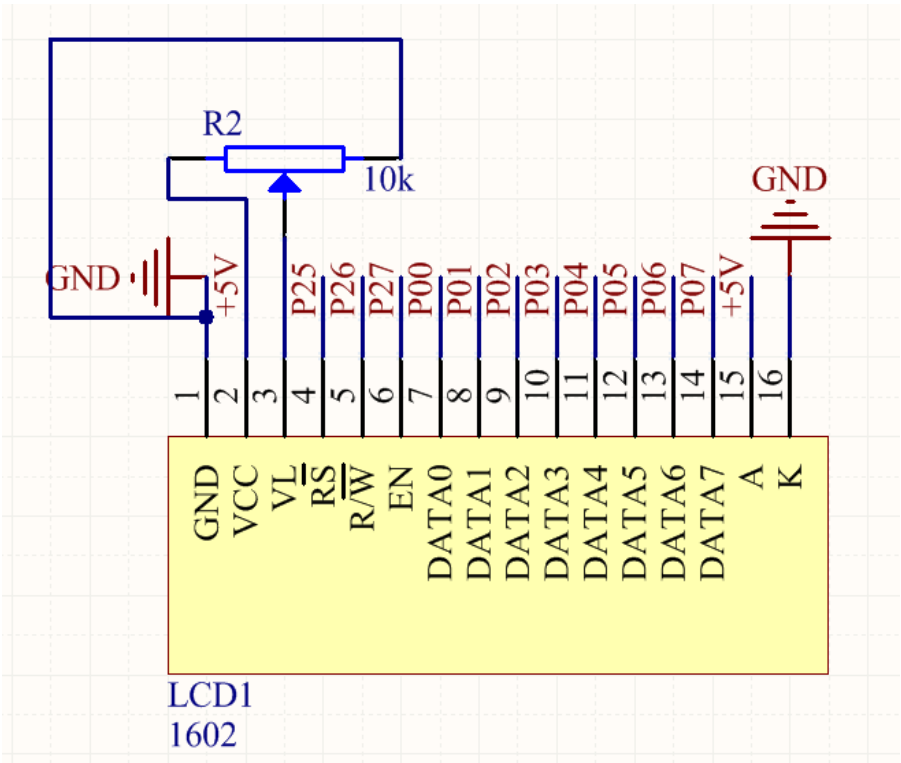 R2
10k
GND
GND
+5V
P25
P26
P27
P00
P01
P02
P03
P04
P05
P06
P07
+5V
1
2
3
4
5
6
7
8
9
10
11
12
13
14
15
16
GND
VCC
VL
RS
R/W
EN
DATA0
DATA1
DATA2
DATA3
DATA4
DATA5
DATA6
DATA7
A
K
LCD1
1602